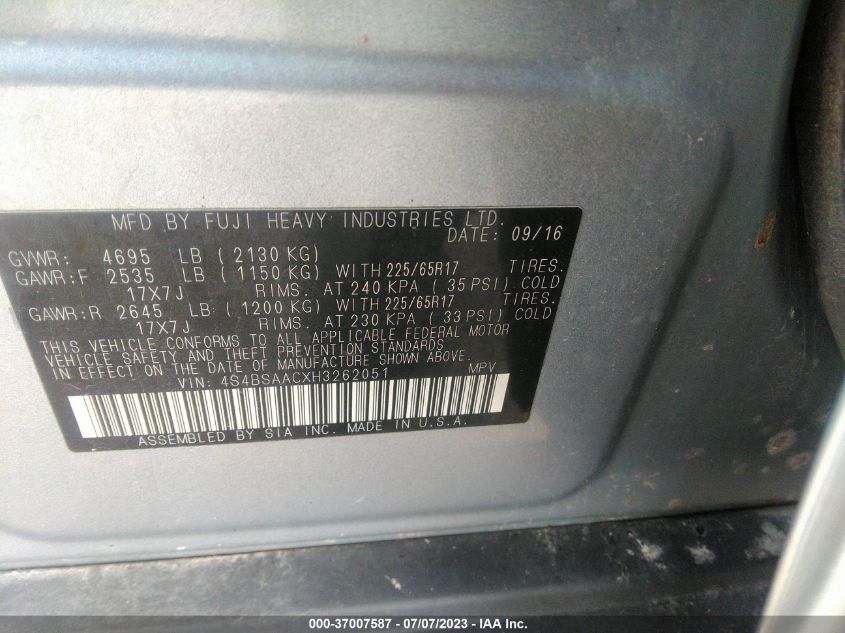 MFD BY FUJI HEAVY INDUSTRIES LTD.
DATE: 09/16
GVWR: 4695 LB ( 2130 KG)
GAWR:F 2535 LB ( 1150 KG) WITH 225/65R17 TIRES.
17X7J RIMS. AT 240 KPA ( 35 PSI) COLD
GAWR:R 2645 LB ( 1200 KG) WITH 225/65R17 TIRES.
17X7J RIMS. AT 230 KPA ( 33 PSI) COLD
THIS VEHICLE CONFORMS TO ALL APPLICABLE FEDERAL MOTOR
VEHICLE SAFETY AND THEFT PREVENTION STANDARDS
IN EFFECT ON THE DATE OF MANUFACTURE SHOWN ABOVE.
VIN: 4S4BSAACXH3262051 MPV
ASSEMBLED BY SIA INC. MADE IN U.S.A.
000-37007587 - 07/07/2023 - © IAA Inc.